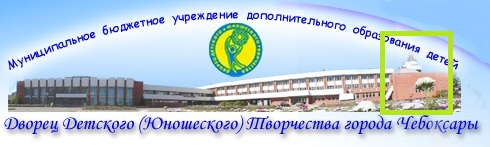 Муниципальное бюджетное учреждение дополнительного образования детей
Дворец Детского (Юношеского) Творчества города Чебоксары